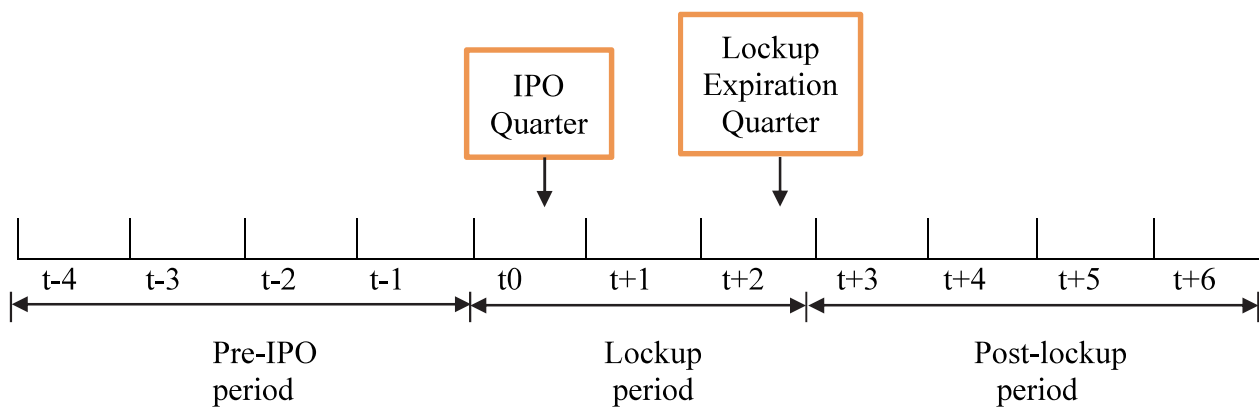 IPO
Quarter
Lockup
Expiration
Quarter
t-4 t-3 t-2 t-1 t0 t+1 t+2 t+3 t+4 t+5 t+6
Pre-IPO
period
Lockup
period
Post-lockup
period